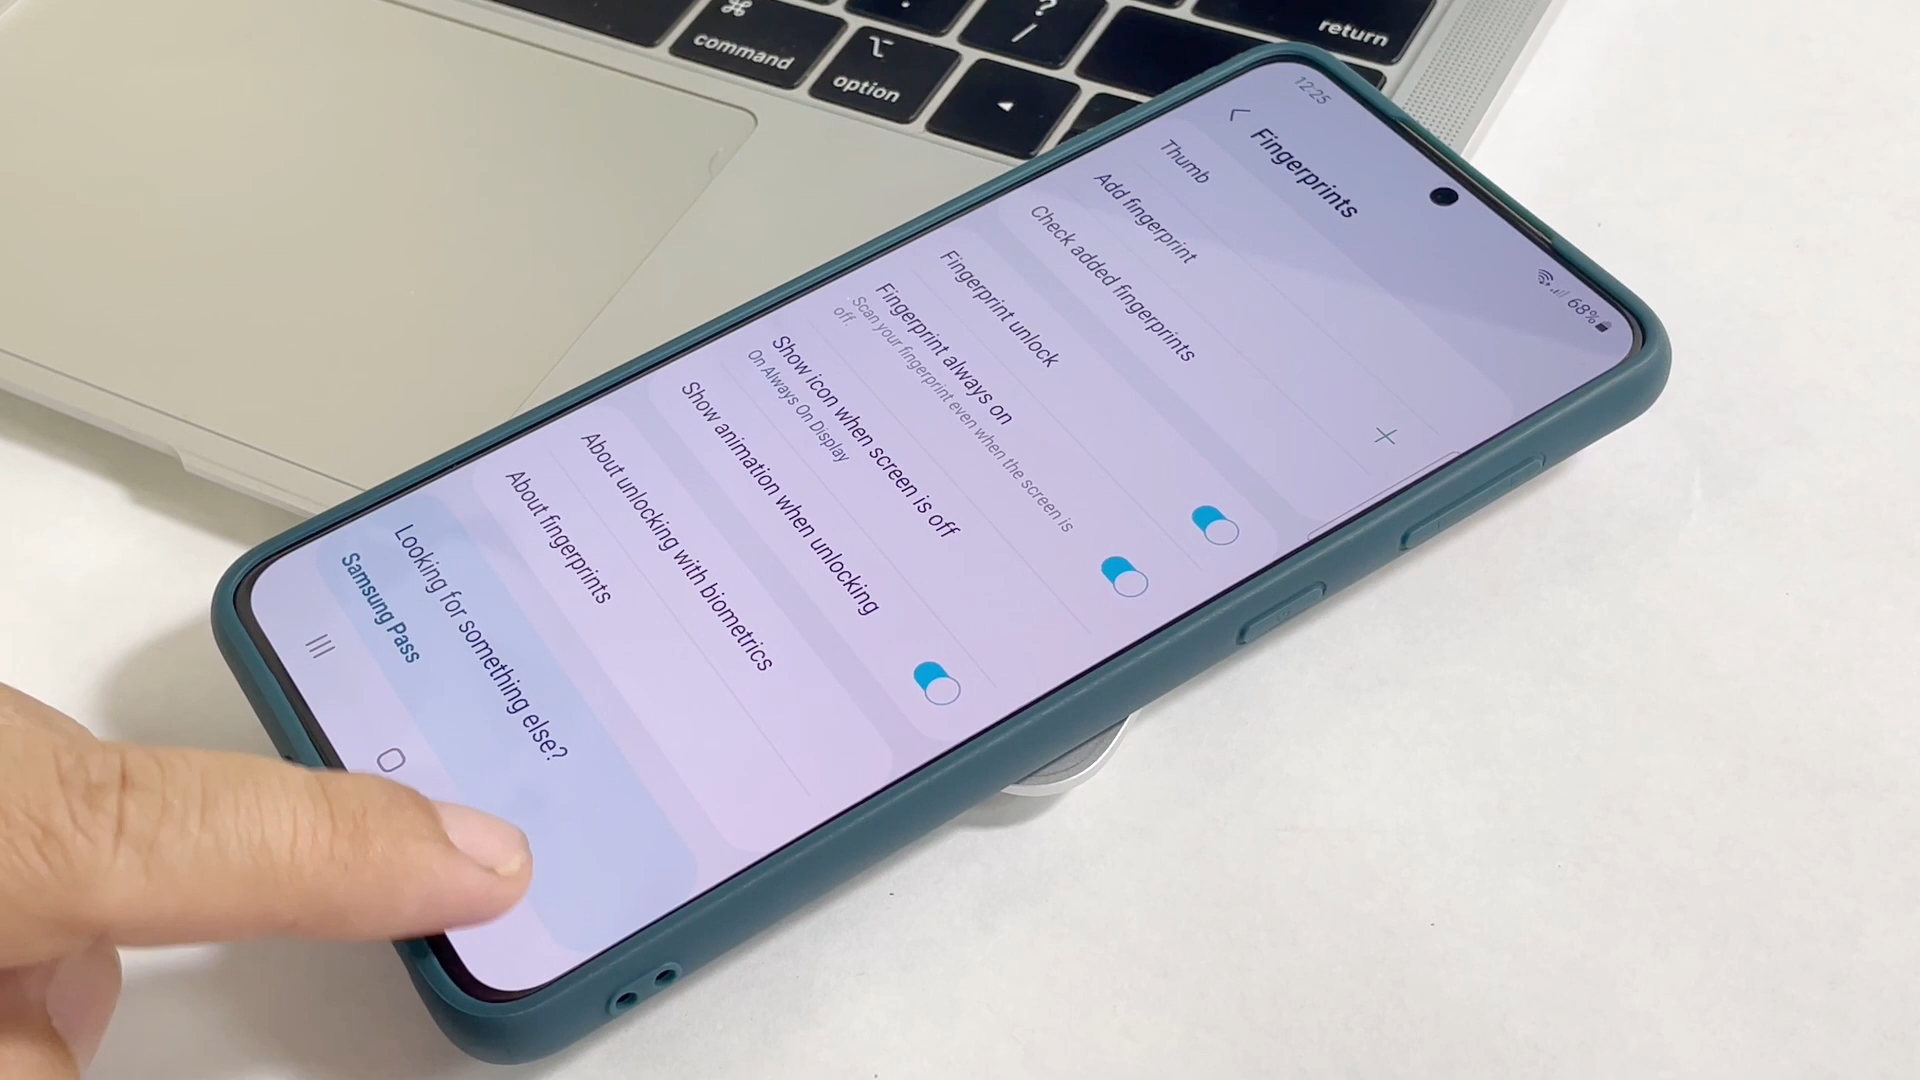 ⌘
command
⌥
option
?
/
return
◂
12:25
68%
Fingerprints
Thumb
Add fingerprint
Check added fingerprints
Fingerprint unlock
Fingerprint always on
Scan your fingerprint even when the screen is
off.
Show icon when screen is off
On Always On Display
Show animation when unlocking
About unlocking with biometrics
About fingerprints
Looking for something else?
Samsung Pass